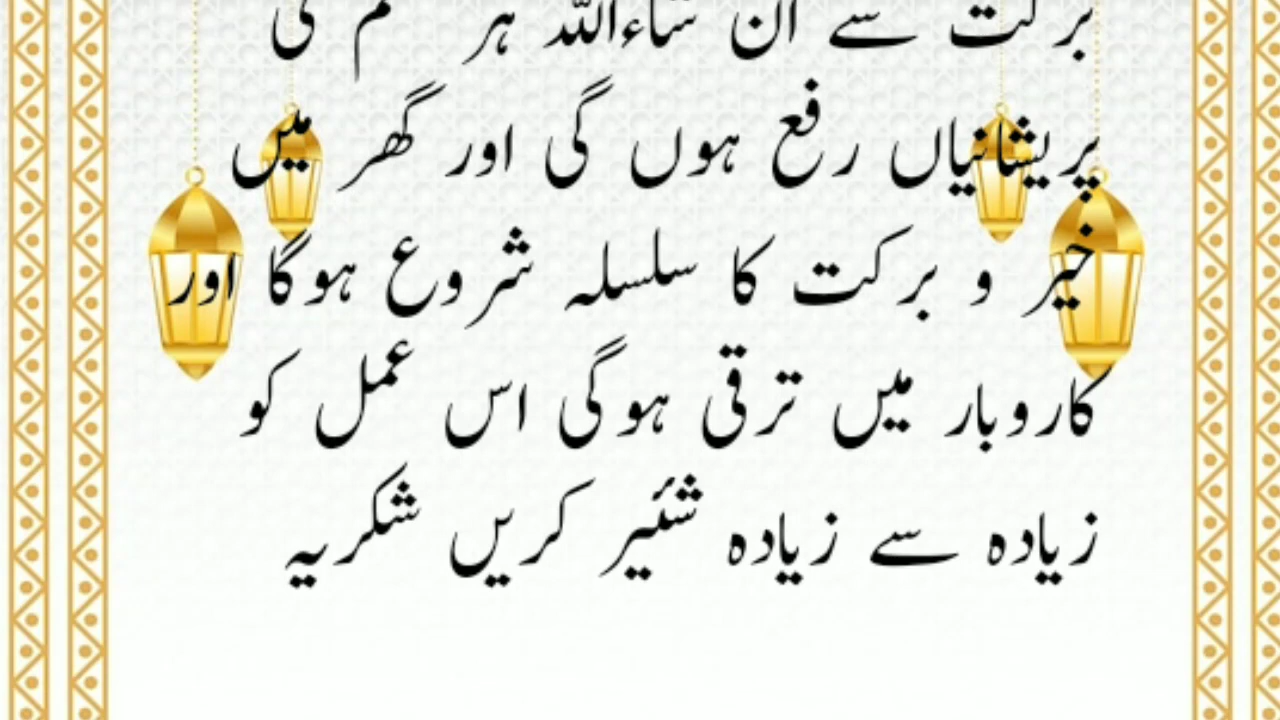 برکت سے ان شاءاللہ ہر قسم کی
پریشانیاں رفع ہوں گی اور گھر میں
خیر و برکت کا سلسلہ شروع ہوگا اور
کاروبار میں ترقی ہوگی اس عمل کو
زیادہ سے زیادہ شئیر کریں شکریہ